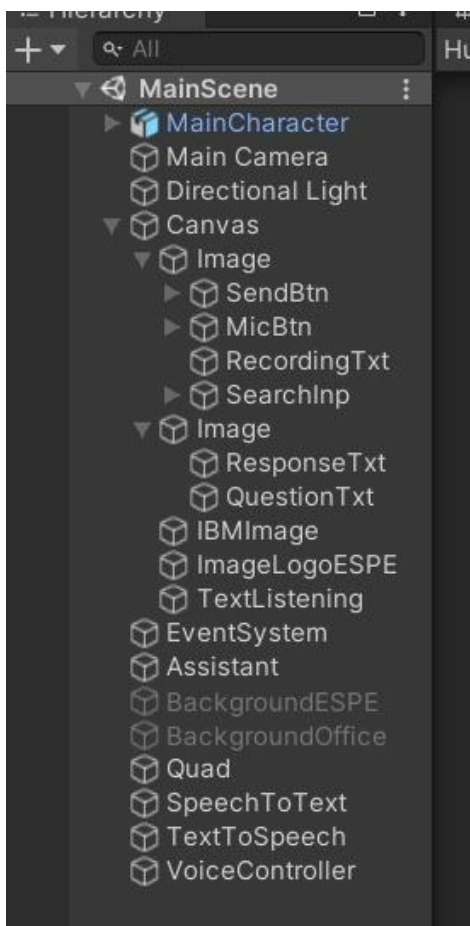 Hierarchy
All
Hu
MainScene
MainCharacter
Main Camera
Directional Light
Canvas
Image
SendBtn
MicBtn
RecordingTxt
SearchInp
Image
ResponseTxt
QuestionTxt
IBMImage
ImageLogoESPE
TextListening
EventSystem
Assistant
BackgroundESPE
BackgroundOffice
Quad
SpeechToText
TextToSpeech
VoiceController